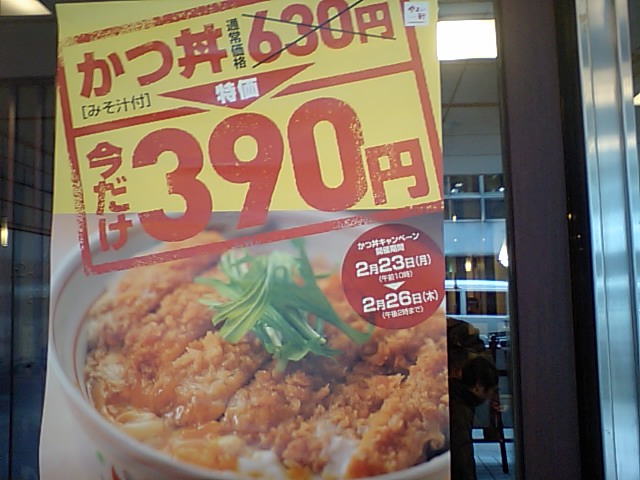 かつ丼
通常価格
630円
[みそ汁付]
特価
今だけ
390円
かつ丼キャンペーン
開催期間
2月23日(月)
(午前10時)
2月26日(木)
(午後2時まで)